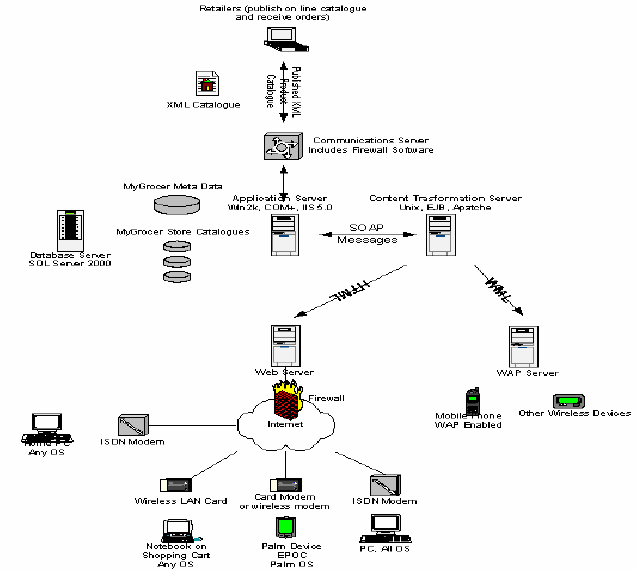 Retailers (publish on line catalogue
and receive orders)
Published XML
Product
Catalogue
XML Catalogue
Communications Server
Includes Firewall Software
MyGrocer Meta Data
Application Server
Win2k, COM+, IIS 5.0
Content Trasformation Server
Unix, EJB, Apatche
MyGrocer Store Catalogues
SOAP
Messages
Database Server
SQL Server 2000
HTML
WML
Web Server
WAP Server
Firewall
Internet
Mobile Phone
WAP Enabled
Other Wireless Devices
Home PC
Any OS
ISDN Modem
Wireless LAN Card
Card Modem
or wireless modem
ISDN Modem
Notebook on
Shopping Cart
Any OS
Palm Device
EPOC
Palm OS
PC, All OS